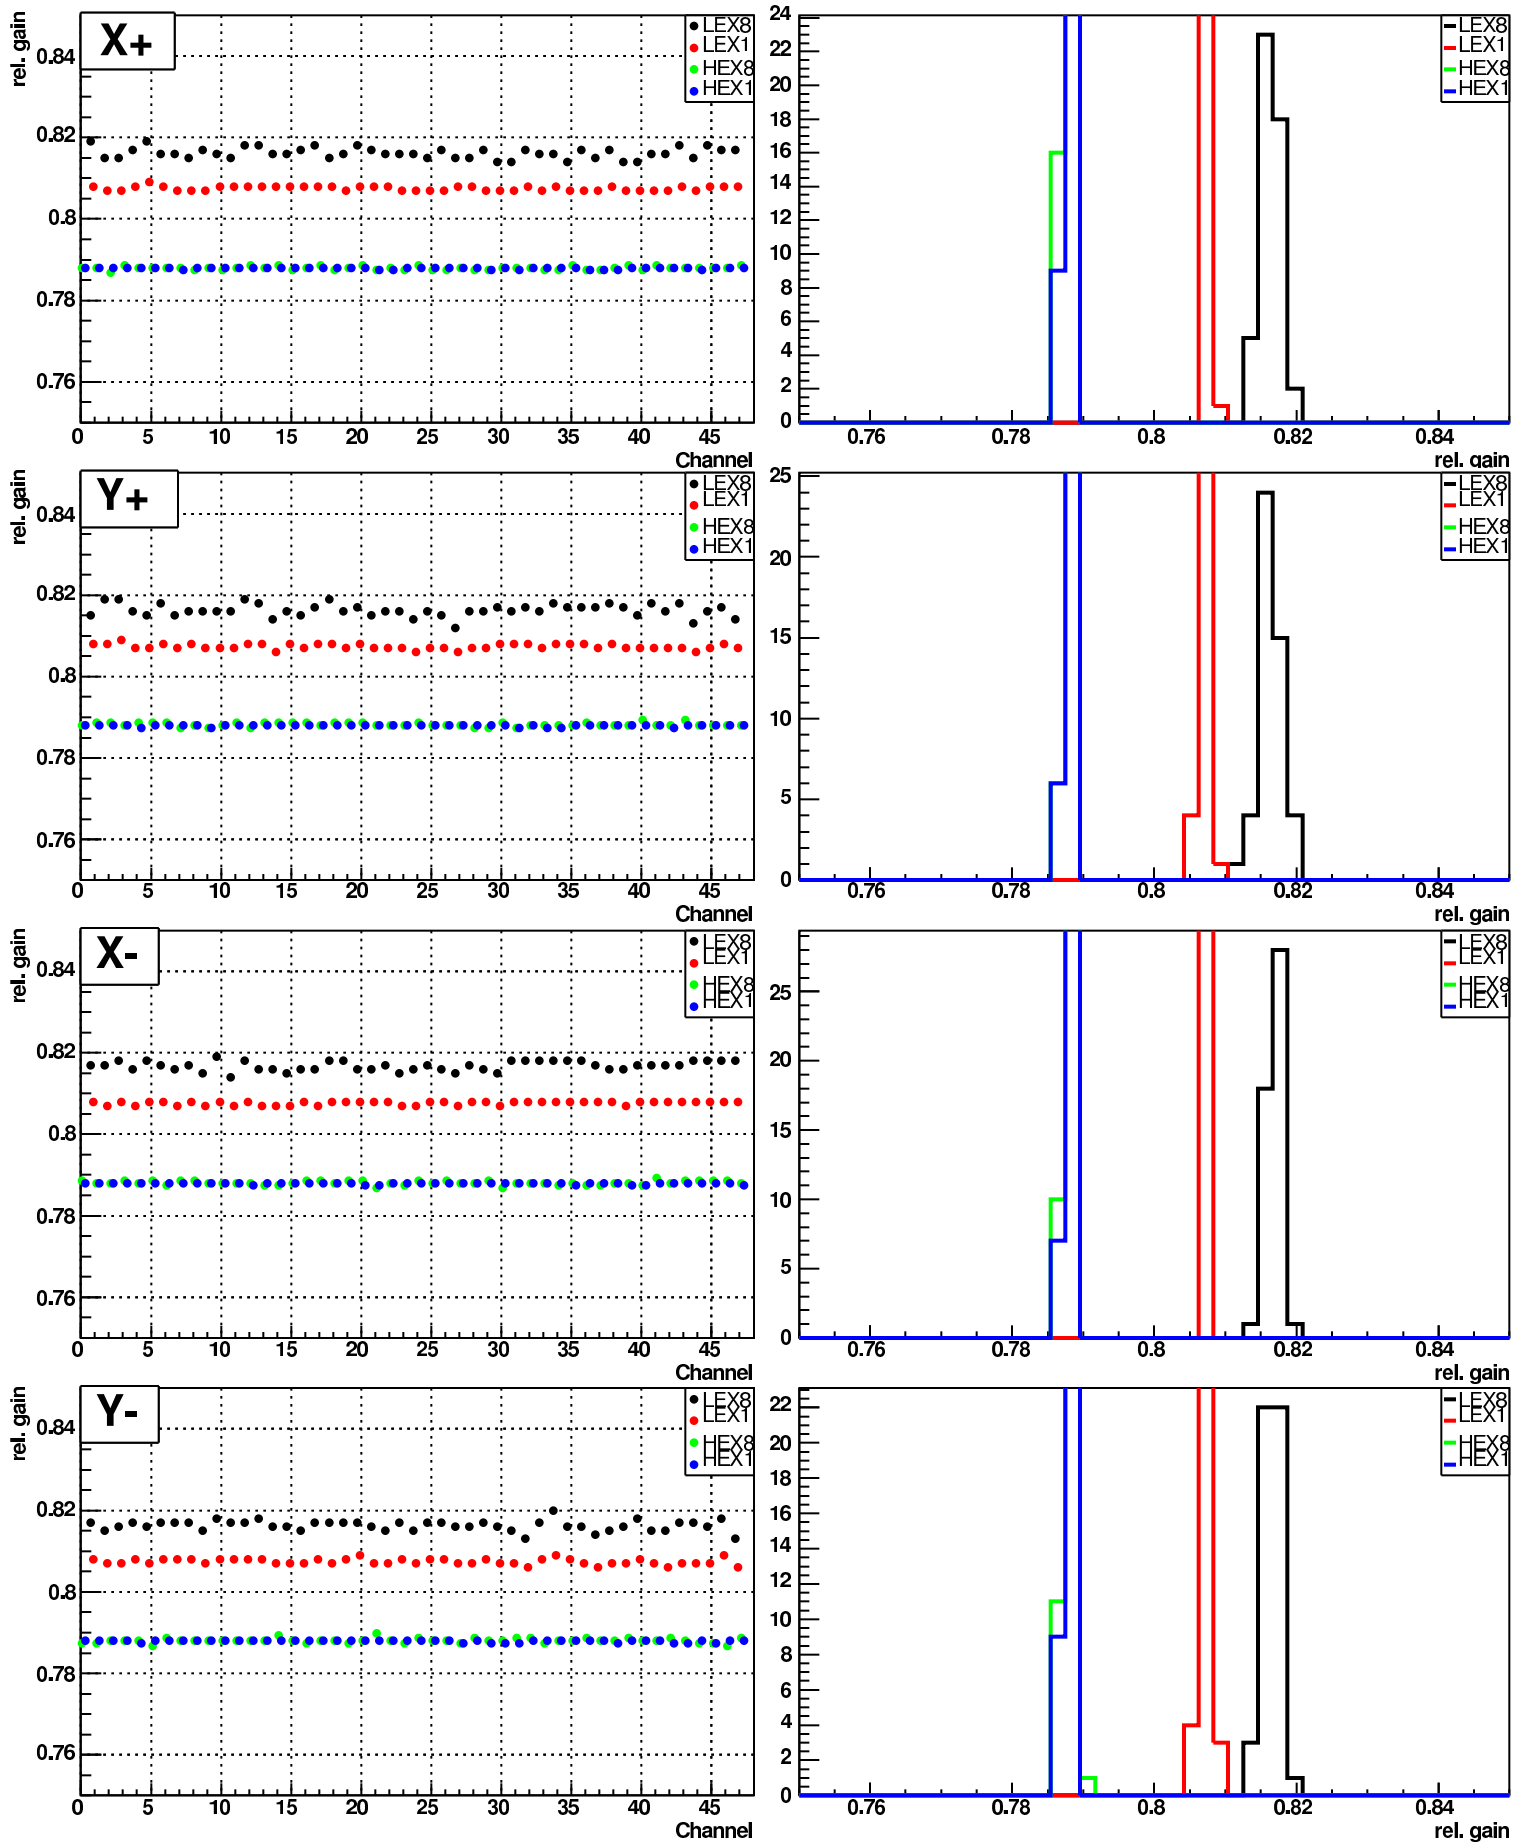 X+
rel. gain
0.84
0.82
0.8
0.78
0.76
LEX8
LEX1
HEX8
HEX1
0 5 10 15 20 25 30 35 40 45
Channel
24
22
20
18
16
14
12
10
8
6
4
2
0
LEX8
LEX1
HEX8
HEX1
0.76 0.78 0.8 0.82 0.84
rel. gain
Y+
rel. gain
0.84
0.82
0.8
0.78
0.76
LEX8
LEX1
HEX8
HEX1
0 5 10 15 20 25 30 35 40 45
Channel
25
20
15
10
5
0
LEX8
LEX1
HEX8
HEX1
0.76 0.78 0.8 0.82 0.84
rel. gain
X-
rel. gain
0.84
0.82
0.8
0.78
0.76
LEX8
LEX1
HEX8
HEX1
0 5 10 15 20 25 30 35 40 45
Channel
25
20
15
10
5
0
LEX8
LEX1
HEX8
HEX1
0.76 0.78 0.8 0.82 0.84
rel. gain
Y-
rel. gain
0.84
0.82
0.8
0.78
0.76
LEX8
LEX1
HEX8
HEX1
0 5 10 15 20 25 30 35 40 45
Channel
22
20
18
16
14
12
10
8
6
4
2
0
LEX8
LEX1
HEX8
HEX1
0.76 0.78 0.8 0.82 0.84
rel. gain